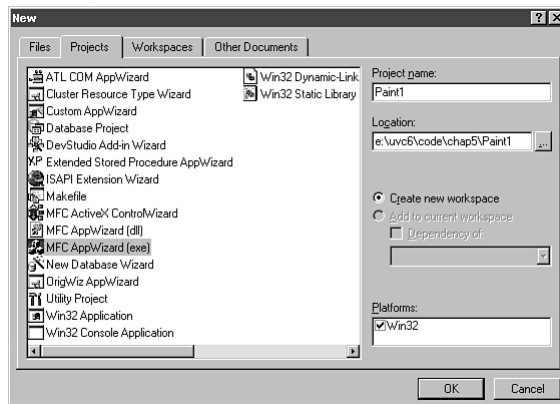 New
Files
Projects
Workspaces
Other Documents
ATL COM AppWizard
Cluster Resource Type Wizard
Custom AppWizard
Database Project
DevStudio Add-in Wizard
XP Extended Stored Procedure AppWizard
ISAPI Extension Wizard
Makefile
MFC ActiveX ControlWizard
MFC AppWizard (dll)
MFC AppWizard (exe)
New Database Wizard
OrigWiz AppWizard
Utility Project
Win32 Application
Win32 Console Application
Win32 Dynamic-Link
Win32 Static Library
Project name:
Paint1
Location:
e:\uvc6\code\chap5\Paint1
...
Create new workspace
Add to current workspace
Dependency of:
Platforms:
Win32
OK
Cancel